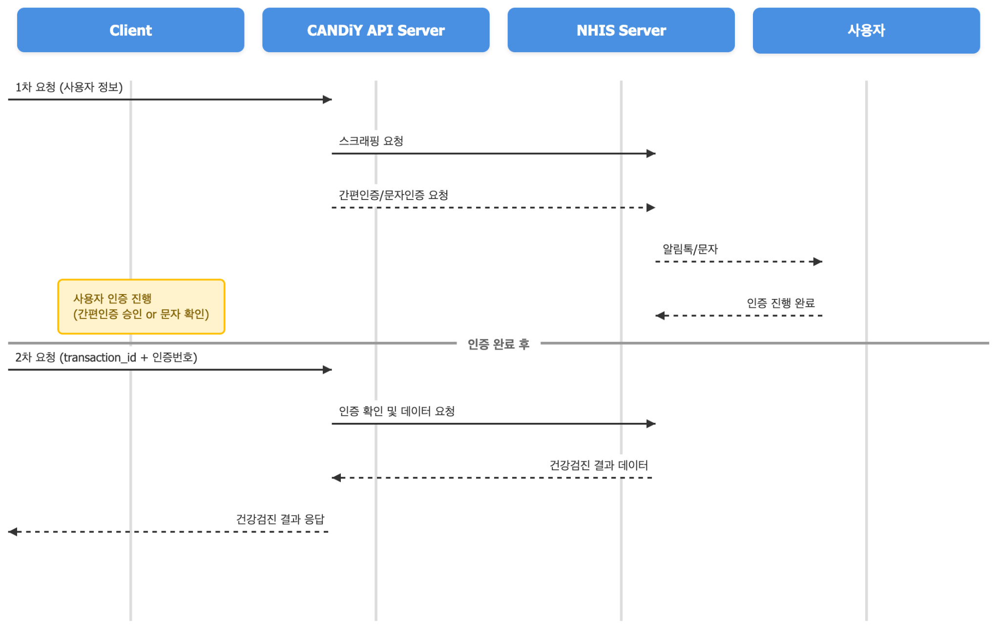 Client
CANDiY API Server
NHIS Server
사용자
1차 요청 (사용자 정보)
스크래핑 요청
간편인증/문자인증 요청
알림톡/문자
사용자 인증 진행
(간편인증 승인 or 문자 확인)
인증 진행 완료
인증 완료 후
2차 요청 (transaction_id + 인증번호)
인증 확인 및 데이터 요청
건강검진 결과 데이터
건강검진 결과 응답